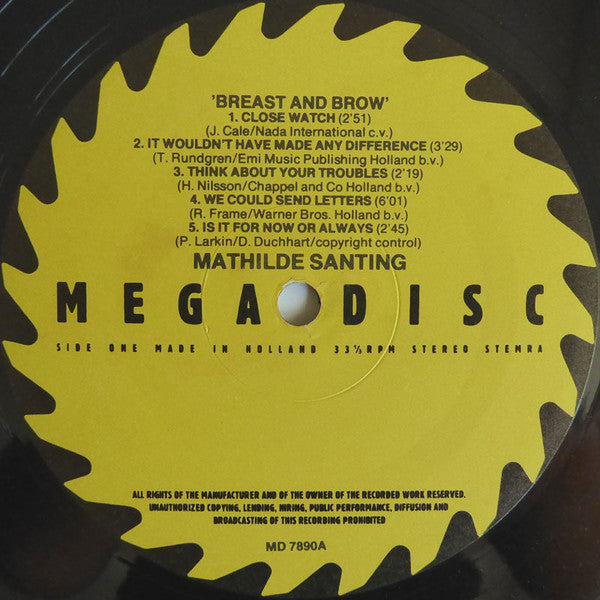 'BREAST AND BROW'
1. CLOSE WATCH (2'51)
(J. Cale/Nada International c.v.)
2. IT WOULDN'T HAVE MADE ANY DIFFERENCE (3'29)
(T. Rundgren/Emi Music Publishing Holland b.v.)
3. THINK ABOUT YOUR TROUBLES (2'19)
(H. Nilsson/Chappel and Co Holland b.v.)
4. WE COULD SEND LETTERS (6'01)
(R. Frame/Warner Bros. Holland b.v.)
5. IS IT FOR NOW OR ALWAYS (2'45)
(P. Larkin/D. Duchhart/copyright control)
MATHILDE SANTING
MEGADISC
SIDE ONE MADE IN HOLLAND 33⅓RPM STEREO STEMRA
ALL RIGHTS OF THE MANUFACTURER AND OF THE OWNER OF THE RECORDED WORK RESERVED.
UNAUTHORIZED COPYING, LENDING, HIRING, PUBLIC PERFORMANCE, DIFFUSION AND
BROADCASTING OF THIS RECORDING PROHIBITED
MD 7890A